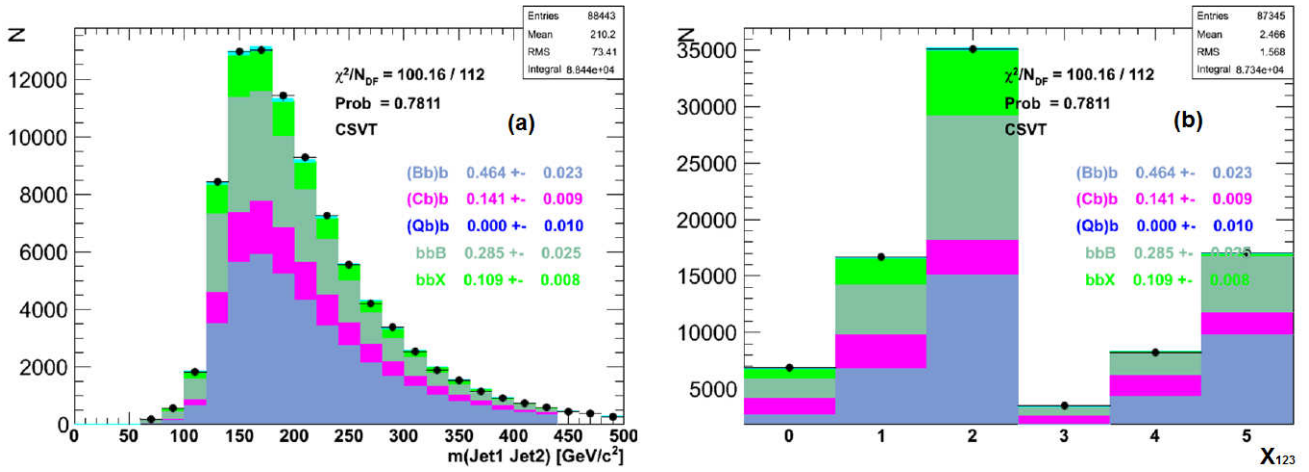 Entries 88443
Mean 210.2
RMS 73.41
Integral 8.844e+04
N
χ²/N_DF = 100.16 / 112
Prob = 0.7811
CSVT
(a)
(Bb)b 0.464 +- 0.023
(Cb)b 0.141 +- 0.009
(Qb)b 0.000 +- 0.010
bbB 0.285 +- 0.025
bbX 0.109 +- 0.008
12000
10000
8000
6000
4000
2000
0
0 50 100 150 200 250 300 350 400 450 500
m(Jet1 Jet2) [GeV/c²]
Entries 87345
Mean 2.466
RMS 1.568
Integral 8.734e+04
N
χ²/N_DF = 100.16 / 112
Prob = 0.7811
CSVT
(b)
(Bb)b 0.464 +- 0.023
(Cb)b 0.141 +- 0.009
(Qb)b 0.000 +- 0.010
bbB 0.285 +-
bbX 0.109 +- 0.008
35000
30000
25000
20000
15000
10000
5000
0 1 2 3 4 5
X₁₂₃